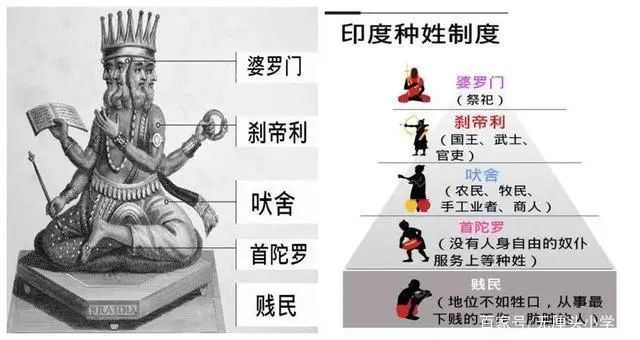 婆罗门
刹帝利
吠舍
首陀罗
贱民
BRAHMA
印度种姓制度
婆罗门
（祭祀）
刹帝利
（国王、武士、
官吏）
吠舍
（农民、牧民、
手工业者、商人）
首陀罗
（没有人身自由的奴仆
服务上等种姓）
贱民
（地位不如牲口，从事最
下贱的
人）
百家号/无厘头小学